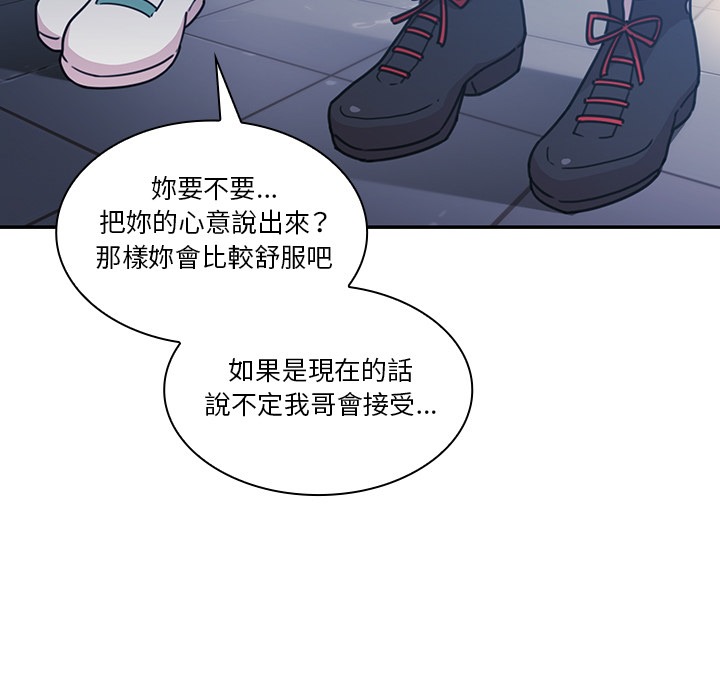 妳要不要...
把妳的心意說出來？
那樣妳會比較舒服吧
如果是現在的話
說不定我哥會接受...